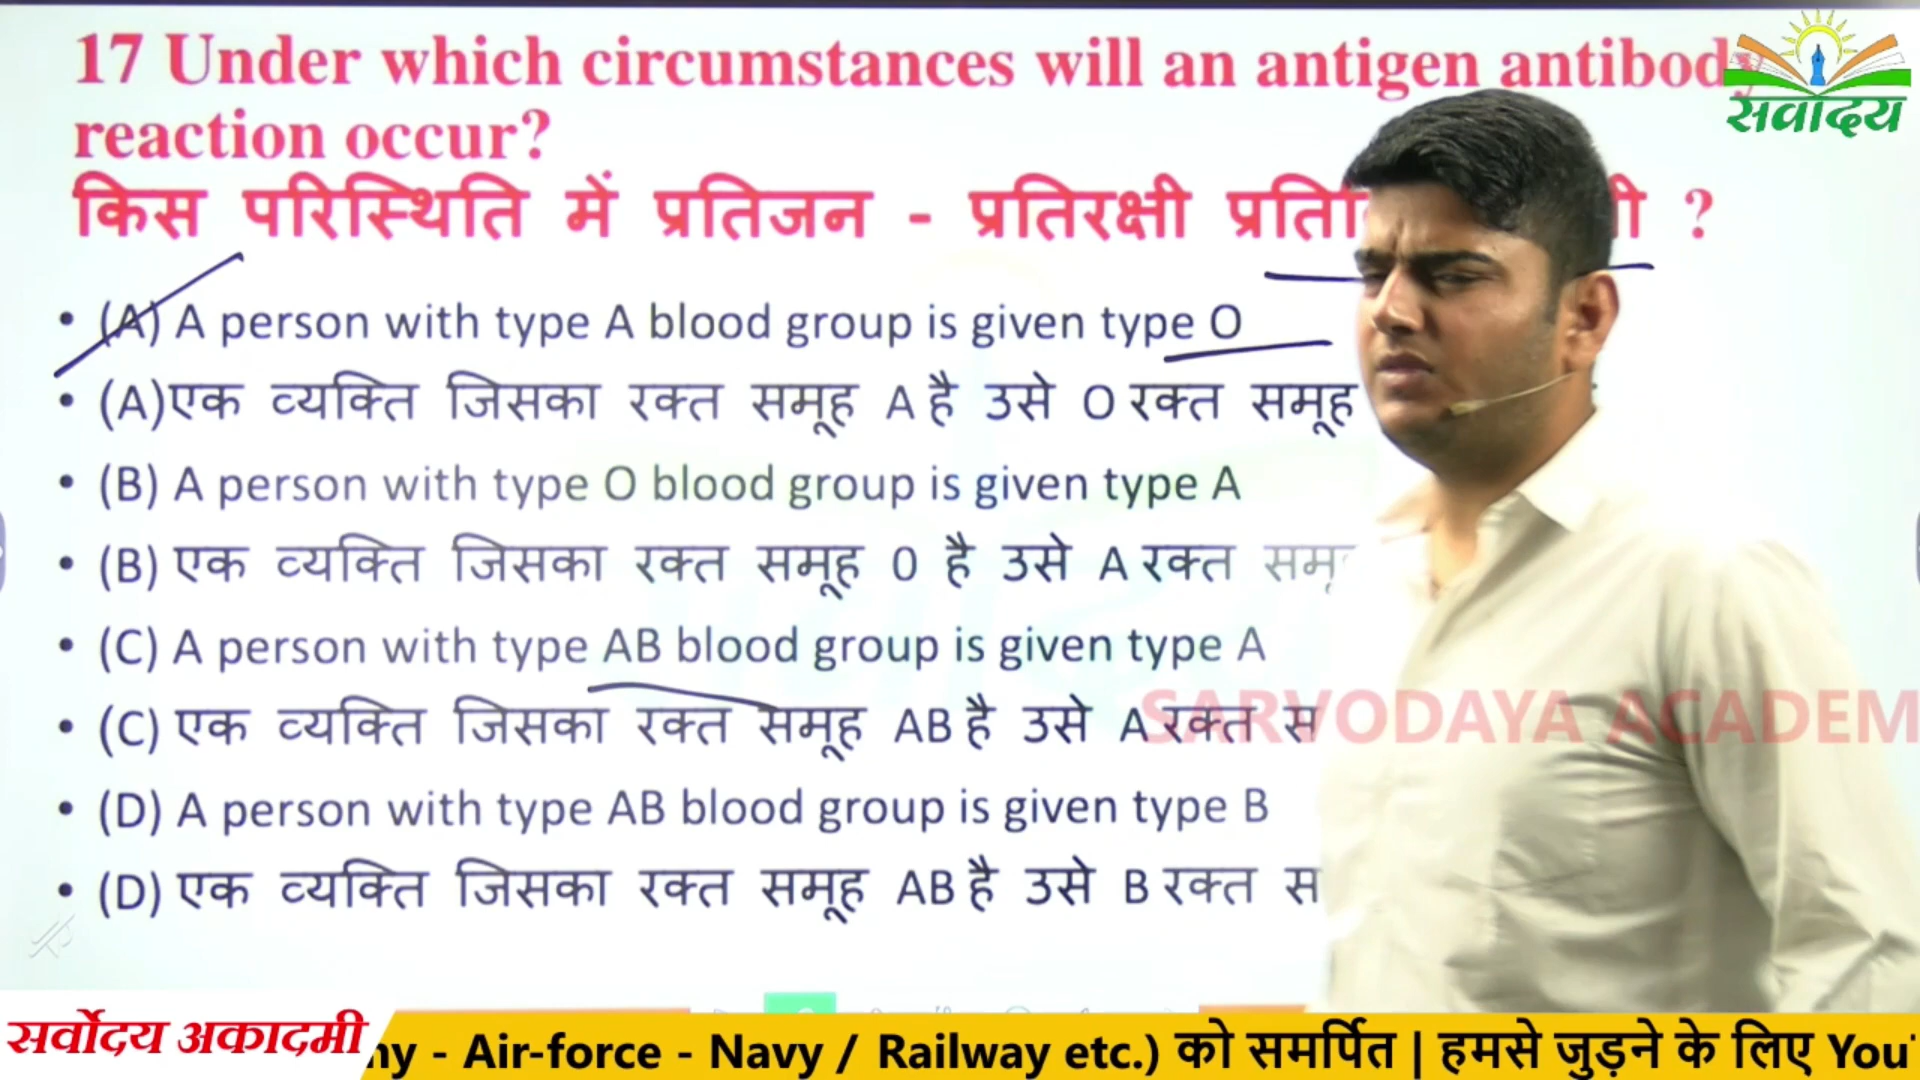 17 Under which circumstances will an antigen antibody
reaction occur?
किस परिस्थिति में प्रतिजन - प्रतिरक्षी ?
सर्वोदय
• (A) A person with type A blood group is given type O
• (A)एक व्यक्ति जिसका रक्त समूह A है उसे O रक्त समूह
• (B) A person with type O blood group is given type A
• (B) एक व्यक्ति जिसका रक्त समूह 0 है उसे A रक्त
• (C) A person with type AB blood group is given type A
• (C) एक व्यक्ति जिसका रक्त समूह AB है उसे A रक्त
SARVODAYA ACADEM
• (D) A person with type AB blood group is given type B
• (D) एक व्यक्ति जिसका रक्त समूह AB है उसे B रक्त
सर्वोदय अकादमी
- Air-force - Navy / Railway etc.) को समर्पित | हमसे जुड़ने के लिए You